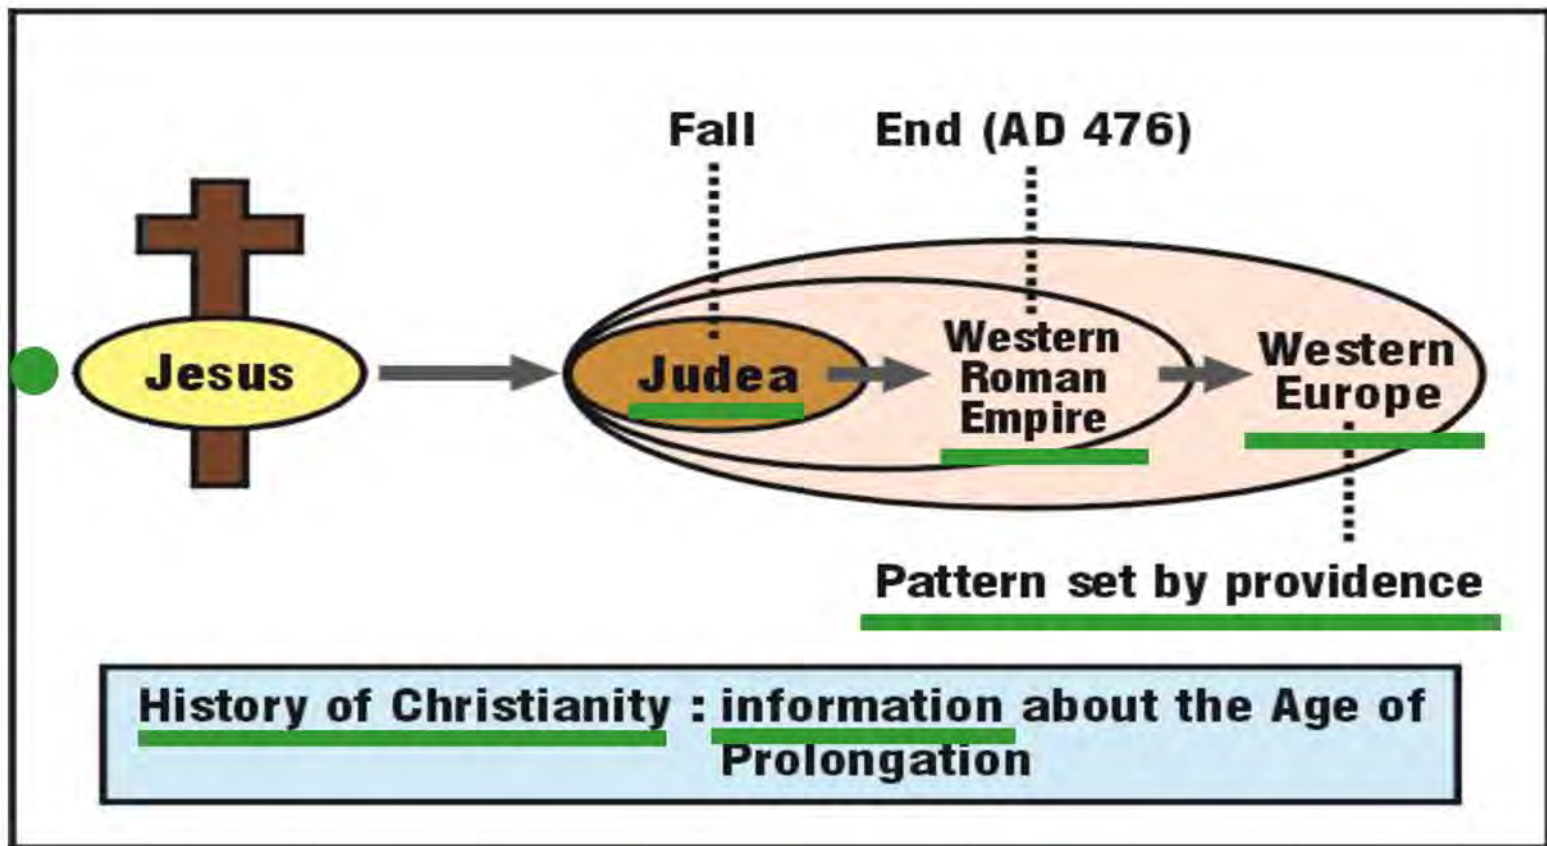 Fall
End (AD 476)
Jesus
Judea
Western
Roman
Empire
Western
Europe
Pattern set by providence
History of Christianity : information about the Age of
Prolongation